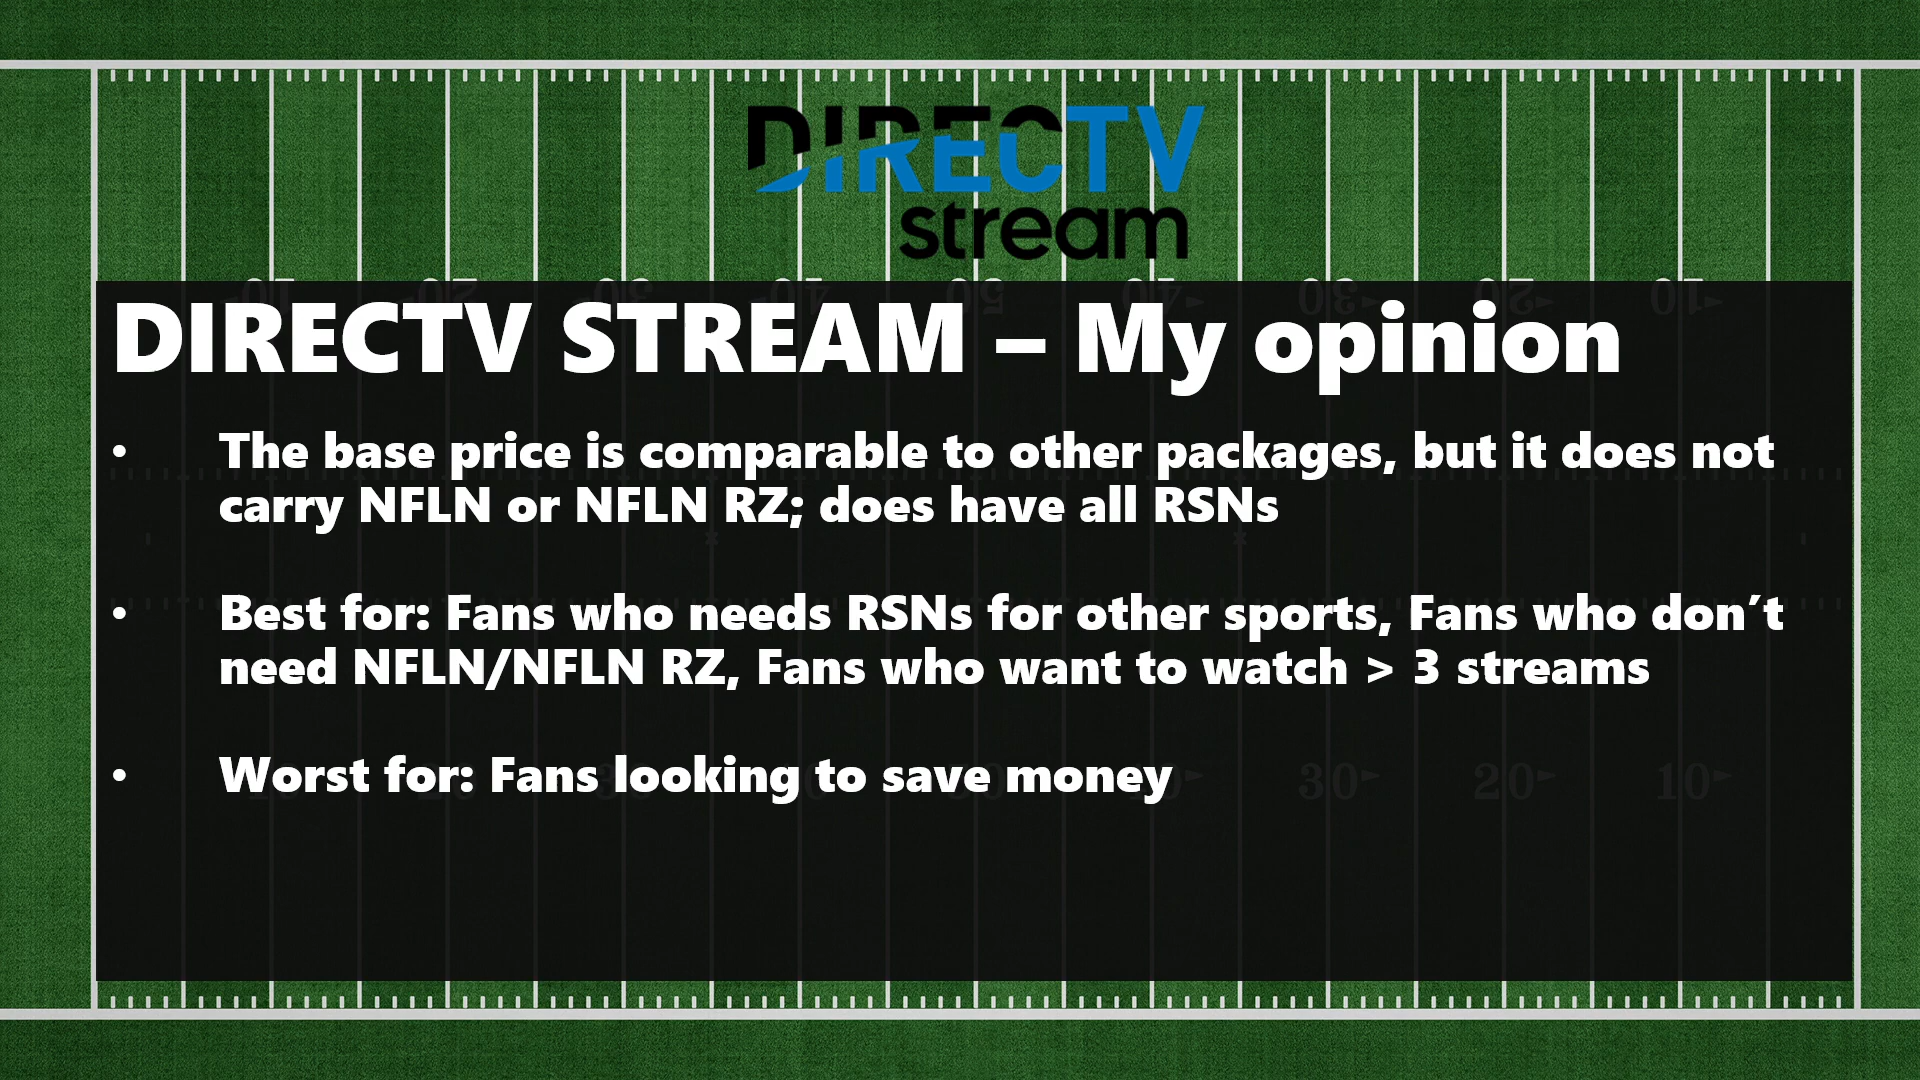 DIRECTV
stream
DIRECTV STREAM – My opinion
• The base price is comparable to other packages, but it does not
carry NFLN or NFLN RZ; does have all RSNs
• Best for: Fans who needs RSNs for other sports, Fans who don’t
need NFLN/NFLN RZ, Fans who want to watch > 3 streams
• Worst for: Fans looking to save money
30 20 10